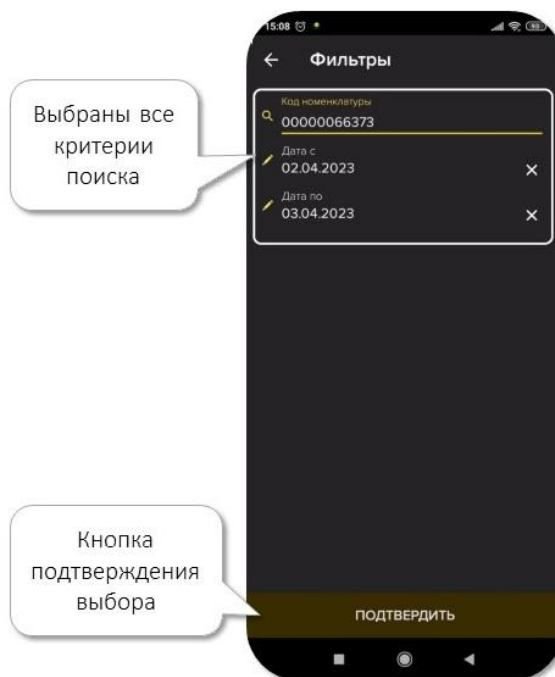 15:08
90
Фильтры
Выбраны все
критерии
поиска
Код номенклатуры
00000066373
Дата с
02.04.2023
Дата по
03.04.2023
Кнопка
подтверждения
выбора
ПОДТВЕРДИТЬ